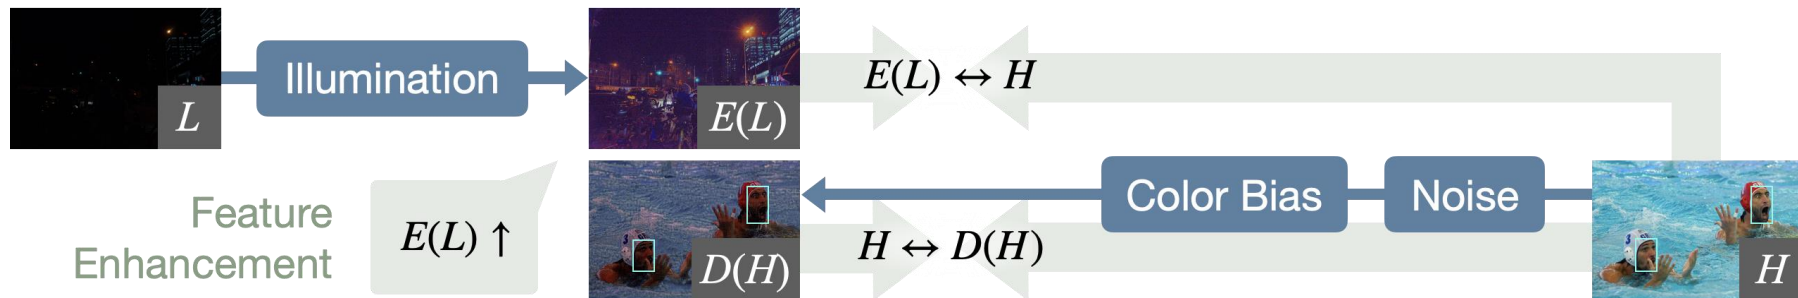 L
Illumination
E(L)
E(L) ↔ H
Feature
Enhancement
E(L) ↑
D(H)
H ↔ D(H)
Color Bias
Noise
H